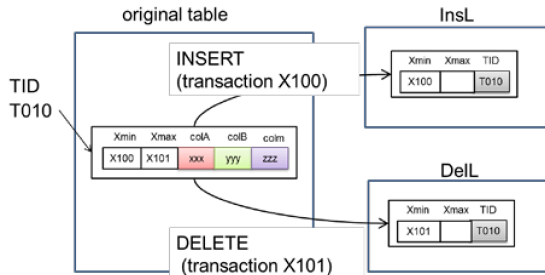 original table
InsL
INSERT
(transaction X100)
Xmin Xmax TID
X100 T010
TID
T010
Xmin Xmax colA colB colm
X100 X101 xxx yyy zzz
DelL
Xmin Xmax TID
X101 T010
DELETE
(transaction X101)